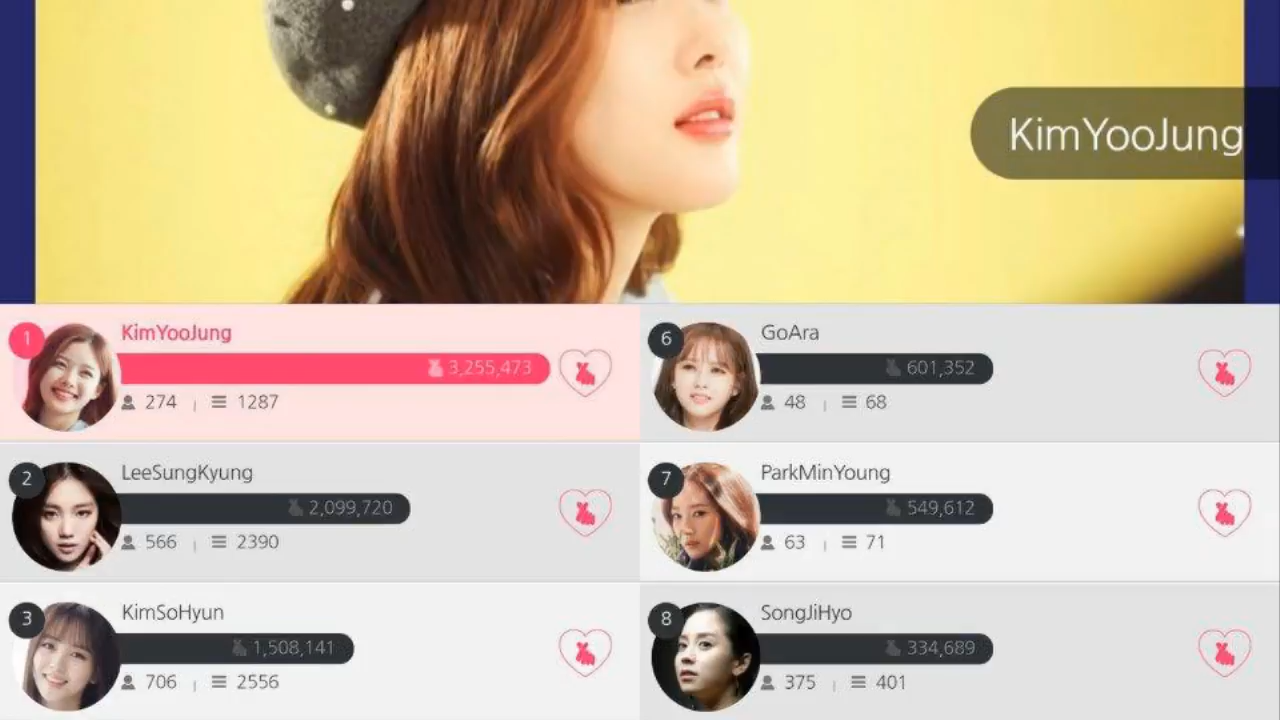 KimYooJung
1
KimYooJung
3,255,473
274 1287
2
LeeSungKyung
2,099,720
566 2390
3
KimSoHyun
1,508,141
706 2556
6
GoAra
601,352
48 68
7
ParkMinYoung
549,612
63 71
8
SongJiHyo
334,689
375 401